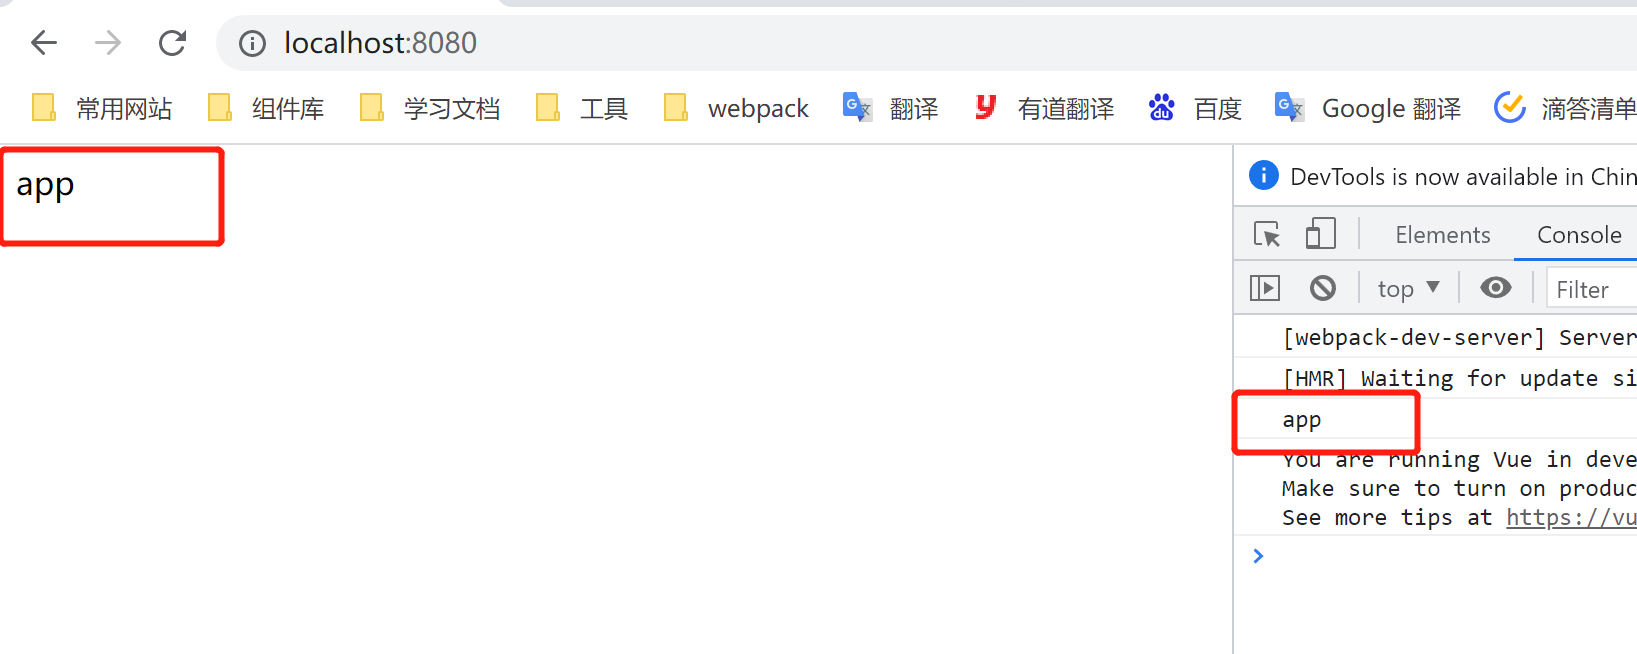 localhost:8080
常用网站 组件库 学习文档 工具 webpack 翻译 有道翻译 百度 Google 翻译 滴答清单
app
DevTools is now available in Chin
Elements Console
top Filter
[webpack-dev-server] Server
[HMR] Waiting for update si
app
You are running Vue in deve
Make sure to turn on produc
See more tips at https://vu